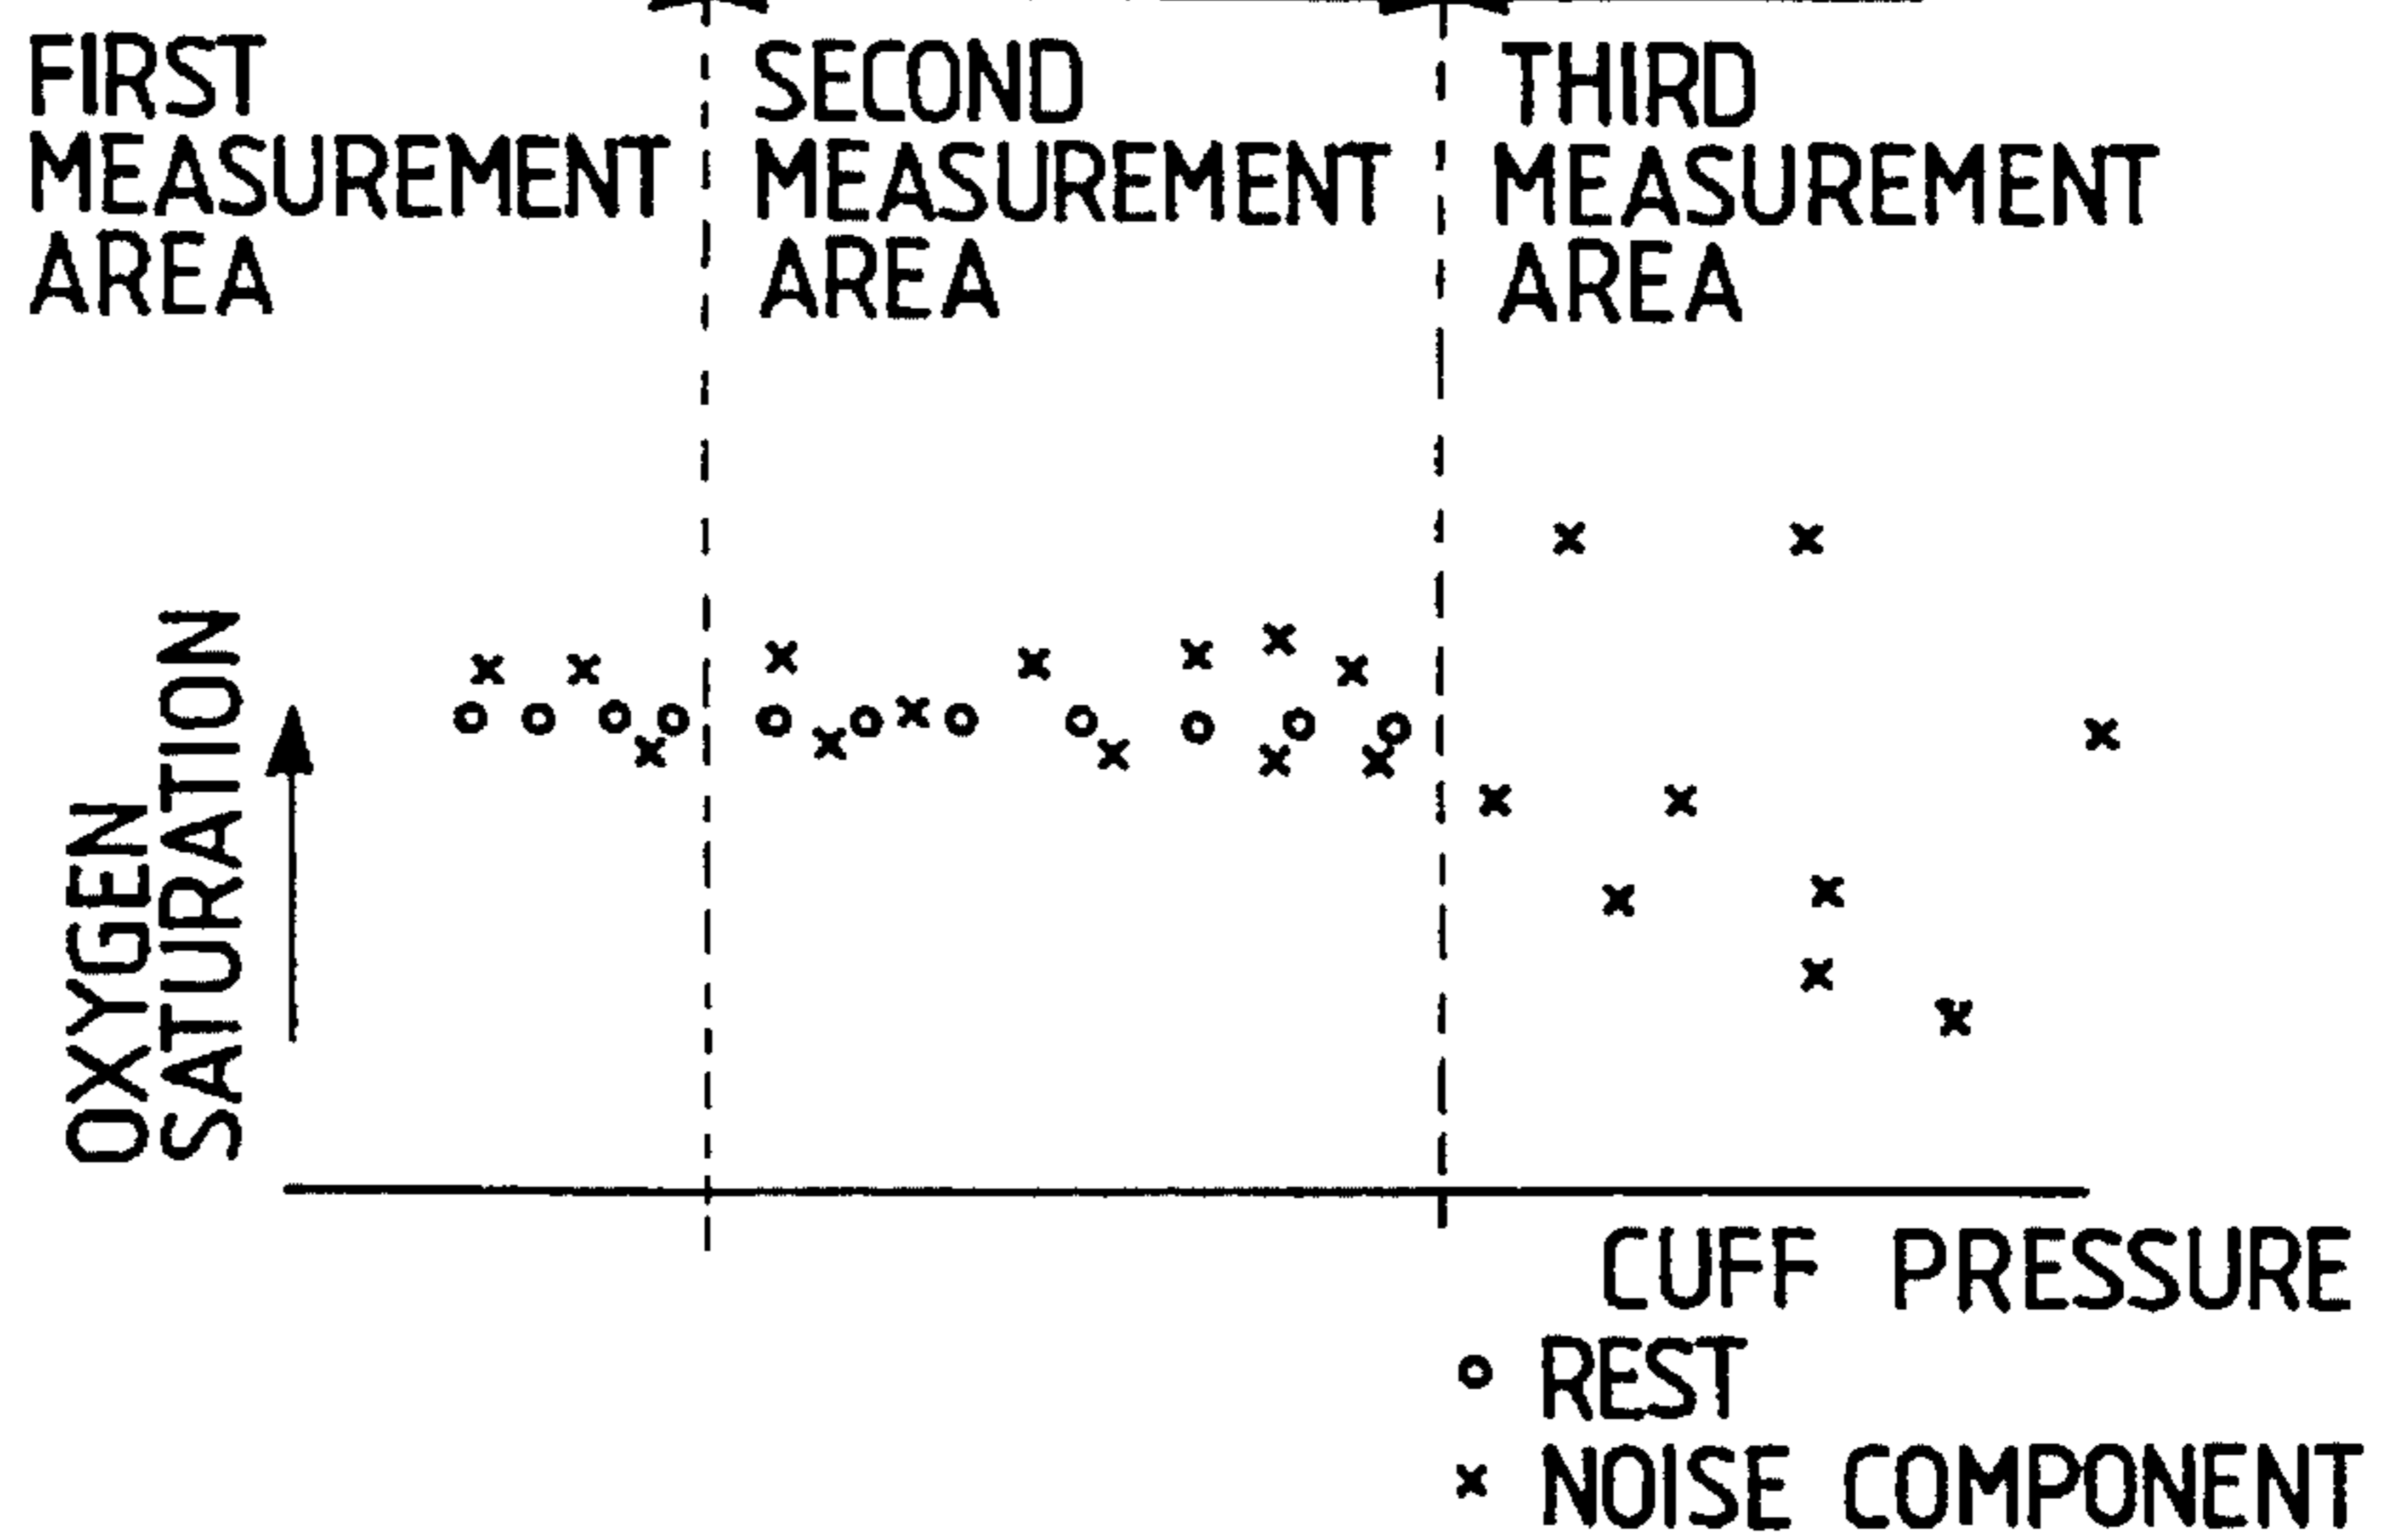 FIRST
MEASUREMENT
AREA
SECOND
MEASUREMENT
AREA
THIRD
MEASUREMENT
AREA
OXYGEN
SATURATION
CUFF PRESSURE
REST
NOISE COMPONENT